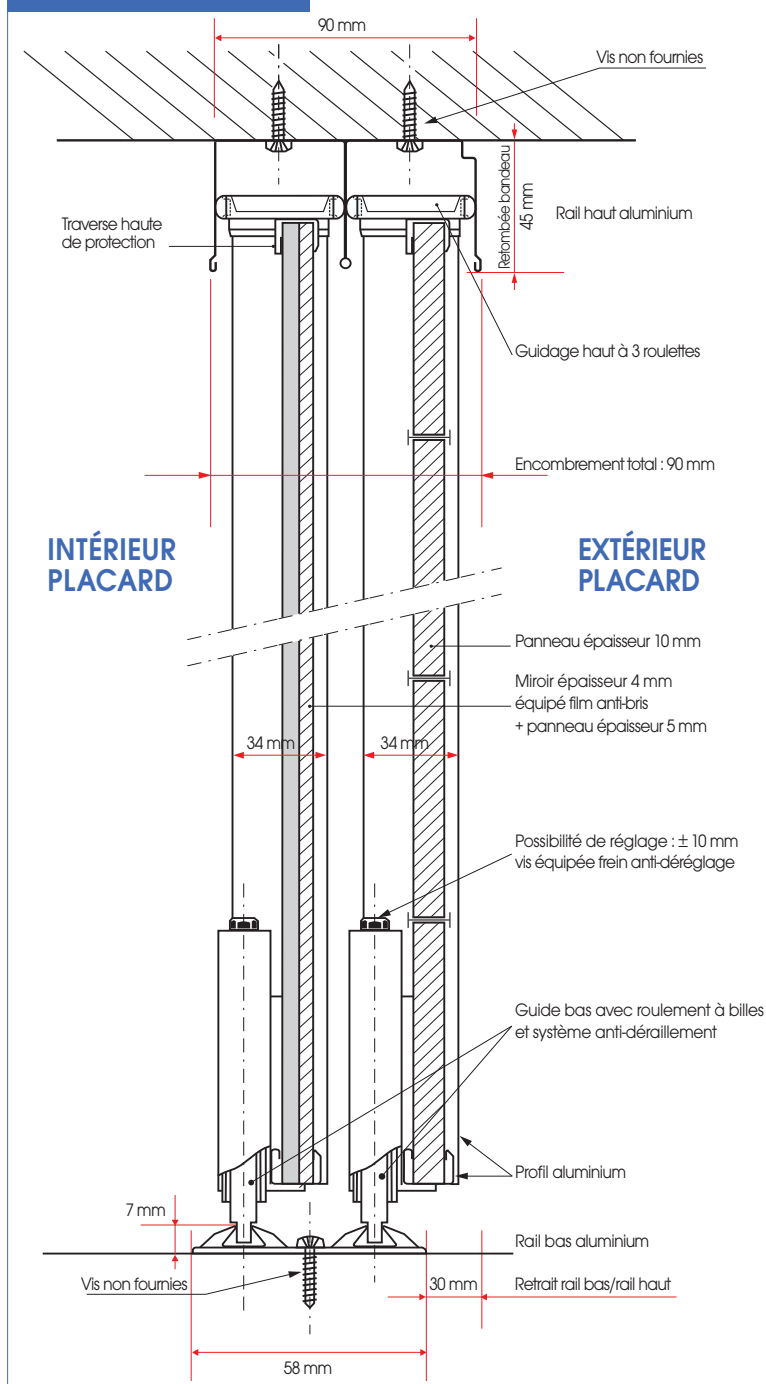 90 mm
Vis non fournies
Retombée bandeau
45 mm
Rail haut aluminium
Traverse haute
de protection
Guidage haut à 3 roulettes
Encombrement total : 90 mm
INTÉRIEUR
PLACARD
EXTÉRIEUR
PLACARD
Panneau épaisseur 10 mm
Miroir épaisseur 4 mm
équipé film anti-bris
+ panneau épaisseur 5 mm
34 mm
34 mm
Possibilité de réglage : ± 10 mm
vis équipée frein anti-déréglage
Guide bas avec roulement à billes
et système anti-déraillement
Profil aluminium
7 mm
Rail bas aluminium
Vis non fournies
30 mm
Retrait rail bas/rail haut
58 mm